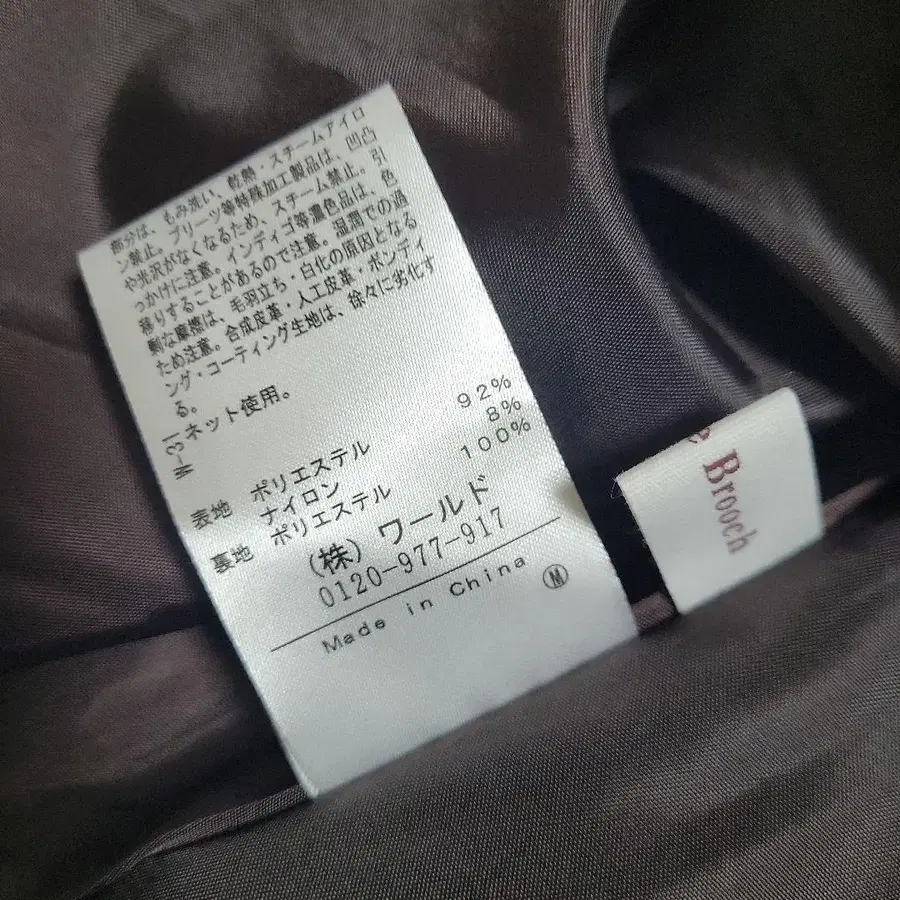 部分は、もみ洗い、乾熱・スチームアイロ
ン禁止。プリーツ等特殊加工製品は、凹凸
や光沢がなくなるため、スチーム禁止。引
っかけに注意。インディゴ等濃色品は、色
移りすることがあるので注意。湿潤での過
剰な摩擦は、毛羽立ち・白化の原因となる
ため注意。合成皮革・人工皮革・ボンディ
ング・コーティング生地は、徐々に劣化す
る。
W-31 ネット使用。
表地 ポリエステル 92%
ナイロン 8%
裏地 ポリエステル 100%
(株) ワールド
0120-977-917
Made in China
M
Brooch